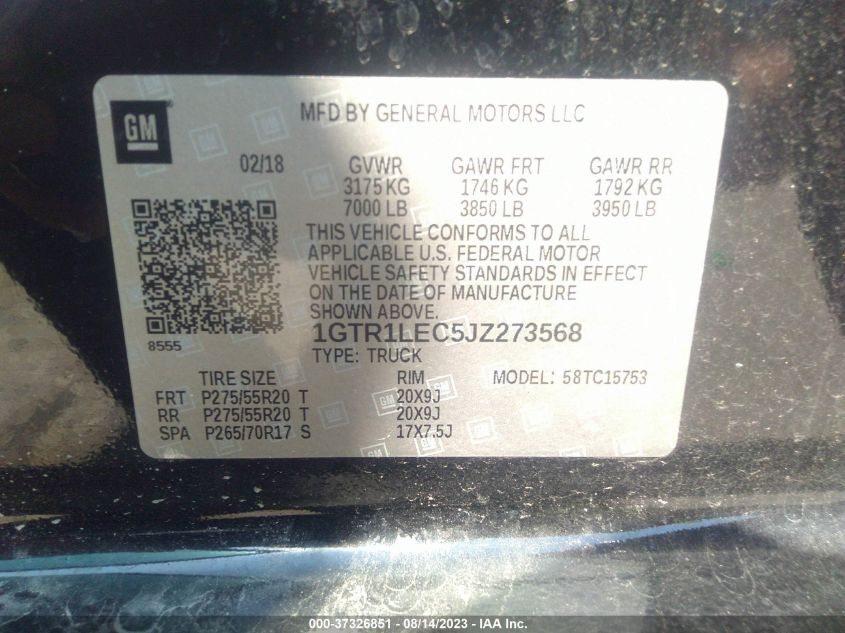 GM
MFD BY GENERAL MOTORS LLC
02/18 GVWR GAWR FRT GAWR RR
3175 KG 1746 KG 1792 KG
7000 LB 3850 LB 3950 LB
THIS VEHICLE CONFORMS TO ALL
APPLICABLE U.S. FEDERAL MOTOR
VEHICLE SAFETY STANDARDS IN EFFECT
ON THE DATE OF MANUFACTURE
SHOWN ABOVE.
8555
1GTR1LEC5JZ273568
TYPE: TRUCK
TIRE SIZE RIM MODEL: 58TC15753
FRT P275/55R20 T 20X9J
RR P275/55R20 T 20X9J
SPA P265/70R17 S 17X7.5J
000-37326851 - 08/14/2023 - IAA Inc.